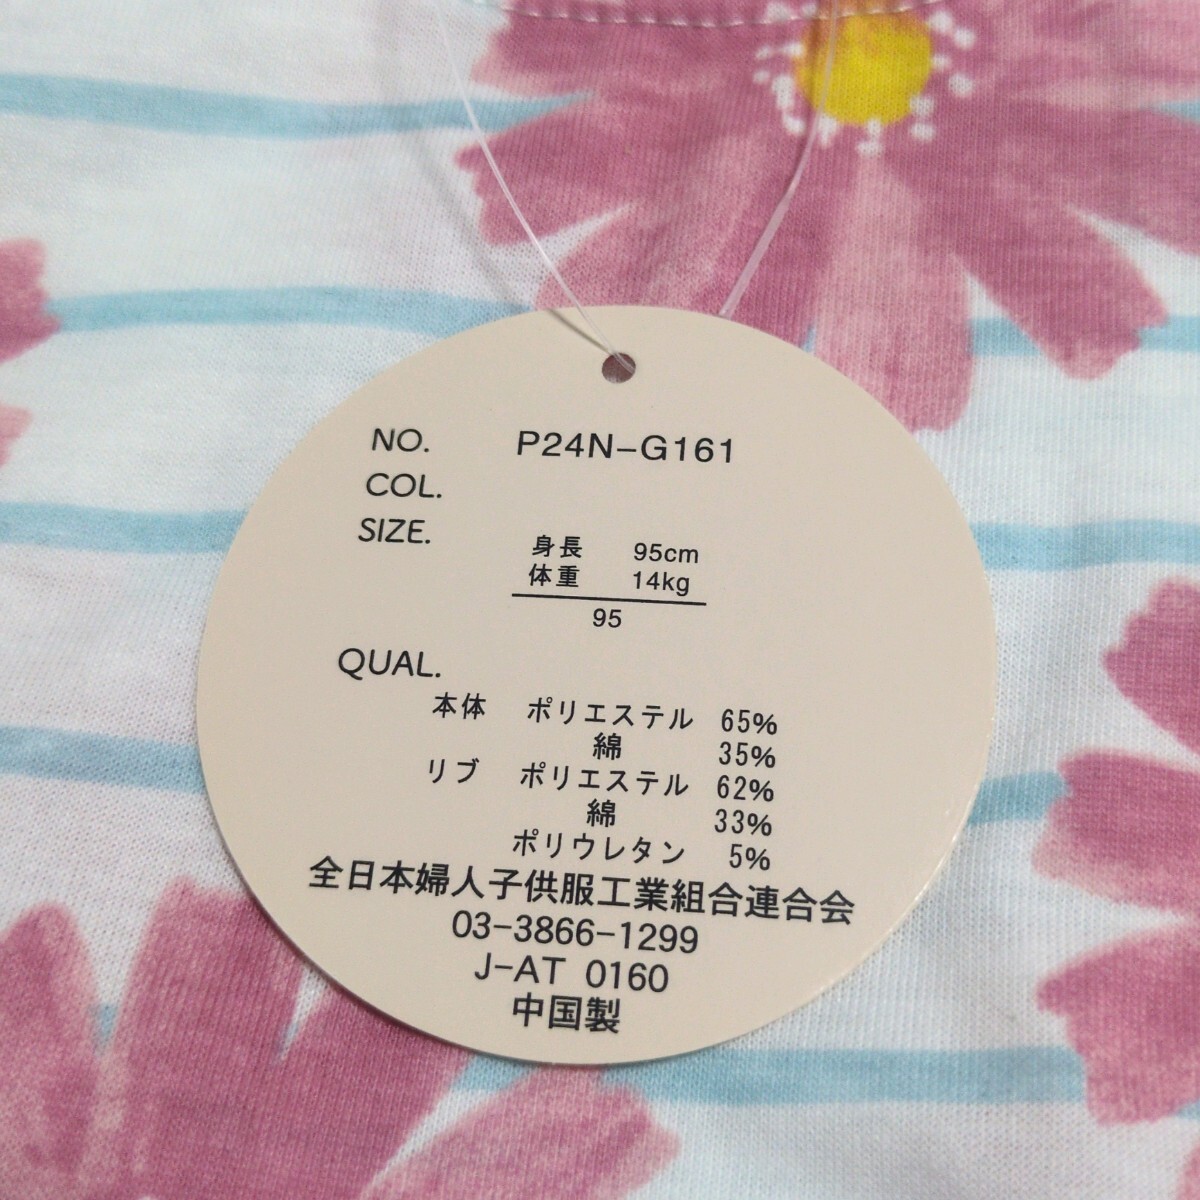 NO. P24N-G161
COL.
SIZE.
身長 95cm
体重 14kg
95
QUAL.
本体 ポリエステル 65%
綿 35%
リブ ポリエステル 62%
綿 33%
ポリウレタン 5%
全日本婦人子供服工業組合連合会
03-3866-1299
J-AT 0160
中国製